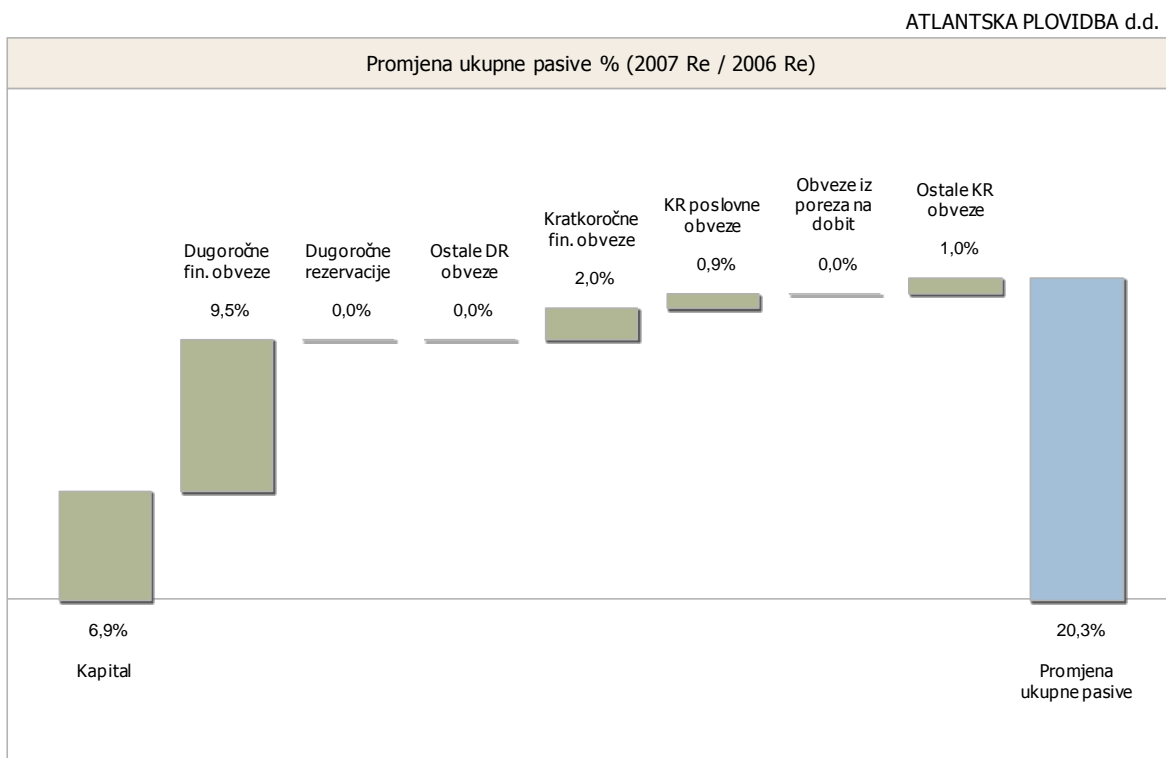 ATLANTSKA PLOVIDBA d.d.
Promjena ukupne pasive % (2007 Re / 2006 Re)
6,9%
Kapital
Dugoročne
fin. obveze
9,5%
Dugoročne
rezervacije
0,0%
Ostale DR
obveze
0,0%
Kratkoročne
fin. obveze
2,0%
KR poslovne
obveze
0,9%
Obveze iz
poreza na
dobit
0,0%
Ostale KR
obveze
1,0%
20,3%
Promjena
ukupne pasive